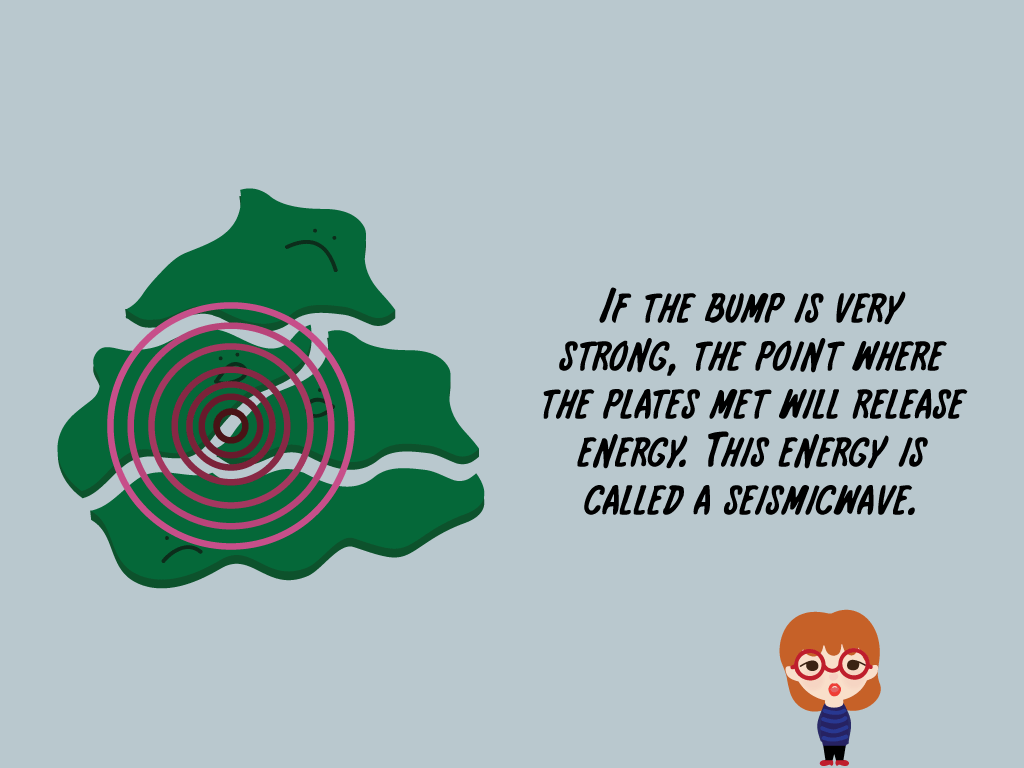 If the bump is very
strong, the point where
the plates met will release
energy. This energy is
called a seismicwave.